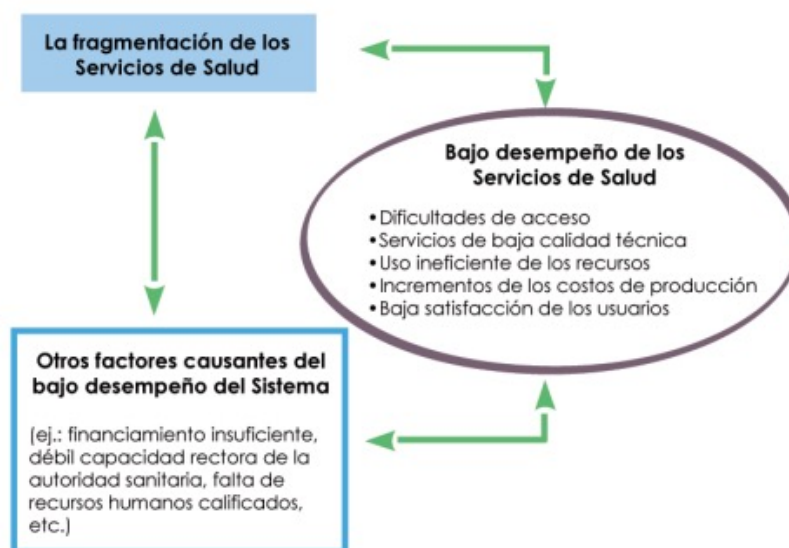 La fragmentación de los
Servicios de Salud
Bajo desempeño de los
Servicios de Salud
•Dificultades de acceso
•Servicios de baja calidad técnica
•Uso ineficiente de los recursos
•Incrementos de los costos de producción
•Baja satisfacción de los usuarios
Otros factores causantes del
bajo desempeño del Sistema
(ej.: financiamiento insuficiente,
débil capacidad rectora de la
autoridad sanitaria, falta de
recursos humanos calificados,
etc.)